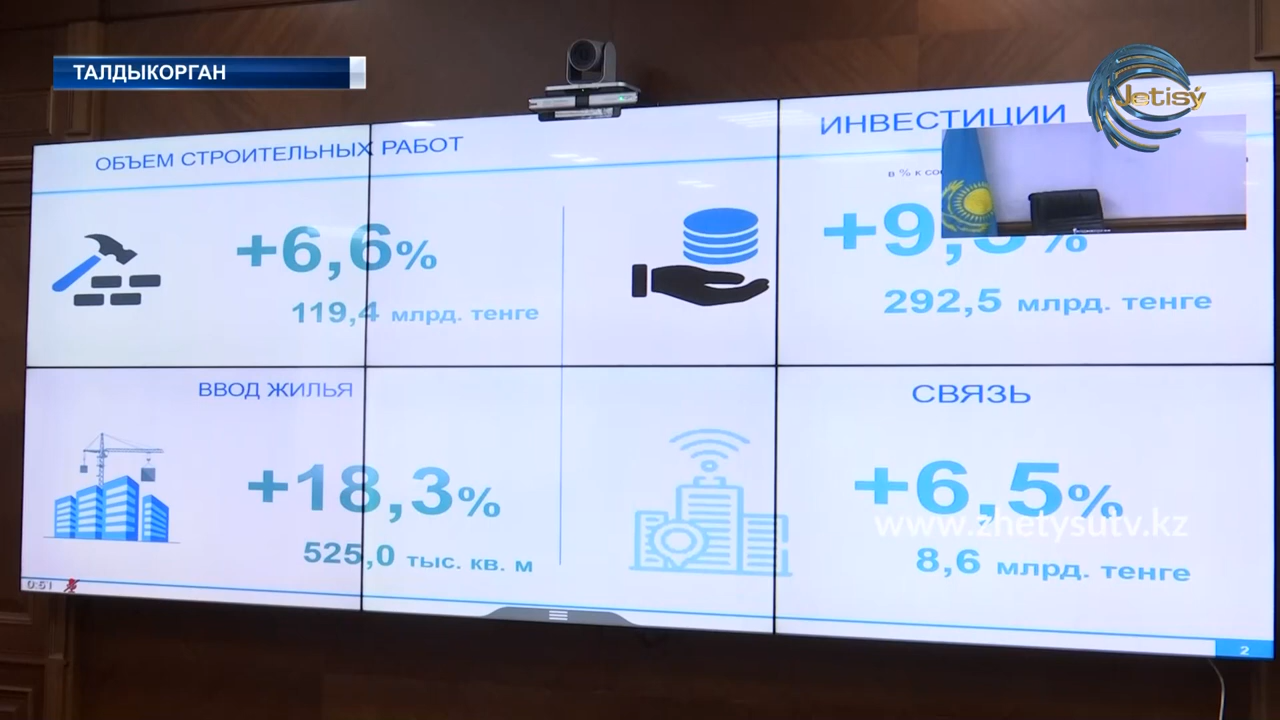 ТАЛДЫКОРГАН
Jetisý
ОБЪЕМ СТРОИТЕЛЬНЫХ РАБОТ
+6,6%
119,4 млрд. тенге
ИНВЕСТИЦИИ
в % к
292,5 млрд. тенге
ВВОД ЖИЛЬЯ
+18,3%
525,0 тыс. кв. м
СВЯЗЬ
+6,5%
www.zhetysutv.kz
8,6 млрд. тенге
0:51
2